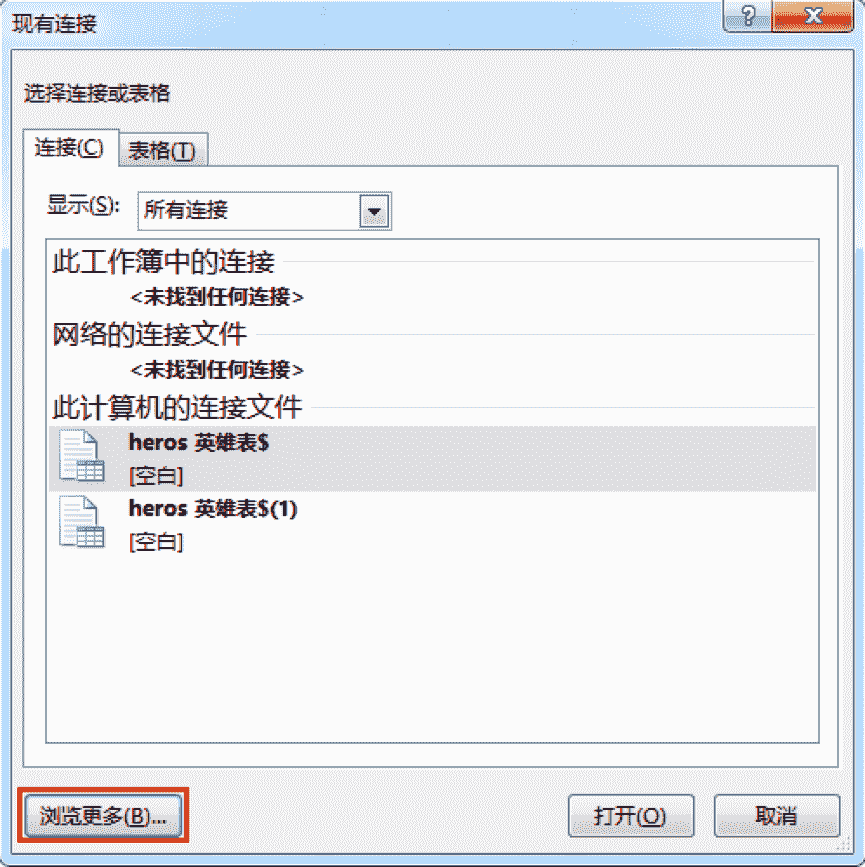 现有连接
选择连接或表格
连接(C)
表格(T)
显示(S):
所有连接
此工作簿中的连接
<未找到任何连接>
网络的连接文件
<未找到任何连接>
此计算机的连接文件
heros 英雄表$
[空白]
heros 英雄表$(1)
[空白]
浏览更多(B)...
打开(O)
取消